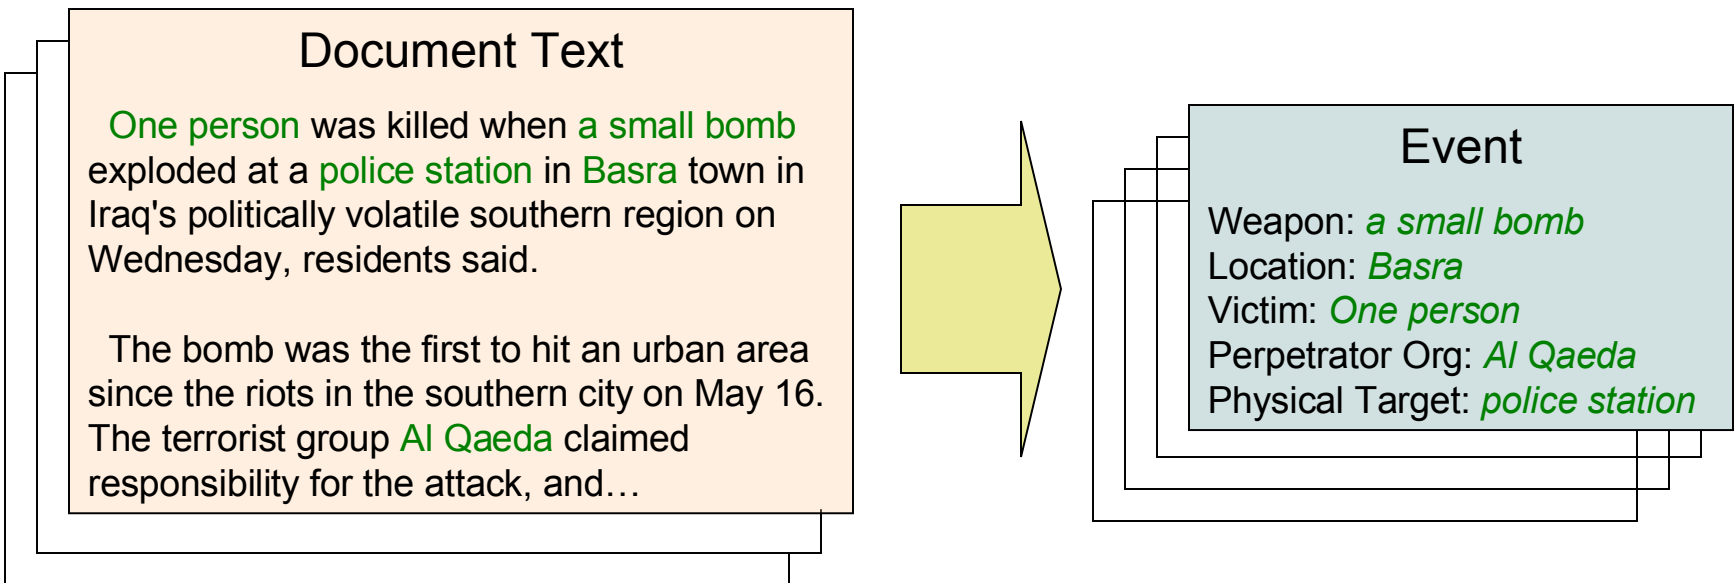 Document Text
One person was killed when a small bomb
exploded at a police station in Basra town in
Iraq's politically volatile southern region on
Wednesday, residents said.
The bomb was the first to hit an urban area
since the riots in the southern city on May 16.
The terrorist group Al Qaeda claimed
responsibility for the attack, and…
Event
Weapon: a small bomb
Location: Basra
Victim: One person
Perpetrator Org: Al Qaeda
Physical Target: police station